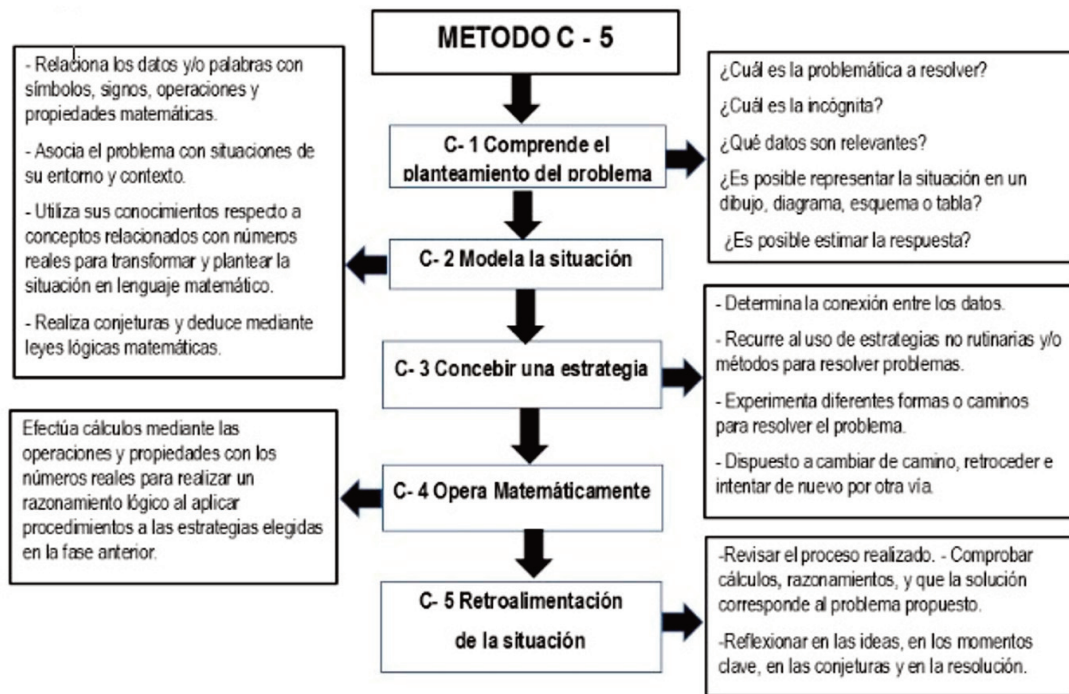 METODO C - 5
- Relaciona los datos y/o palabras con
símbolos, signos, operaciones y
propiedades matemáticas.
- Asocia el problema con situaciones de
su entorno y contexto.
- Utiliza sus conocimientos respecto a
conceptos relacionados con números
reales para transformar y plantear la
situación en lenguaje matemático.
- Realiza conjeturas y deduce mediante
leyes lógicas matemáticas.
C- 1 Comprende el
planteamiento del problema
¿Cuál es la problemática a resolver?
¿Cuál es la incógnita?
¿Qué datos son relevantes?
¿Es posible representar la situación en un
dibujo, diagrama, esquema o tabla?
¿Es posible estimar la respuesta?
C- 2 Modela la situación
C- 3 Concebir una estrategia
- Determina la conexión entre los datos.
- Recurre al uso de estrategias no rutinarias y/o
métodos para resolver problemas.
- Experimenta diferentes formas o caminos
para resolver el problema.
- Dispuesto a cambiar de camino, retroceder e
intentar de nuevo por otra vía.
Efectúa cálculos mediante las
operaciones y propiedades con los
números reales para realizar un
razonamiento lógico al aplicar
procedimientos a las estrategias elegidas
en la fase anterior.
C- 4 Opera Matemáticamente
C- 5 Retroalimentación
de la situación
-Revisar el proceso realizado. - Comprobar
cálculos, razonamientos, y que la solución
corresponde al problema propuesto.
-Reflexionar en las ideas, en los momentos
clave, en las conjeturas y en la resolución.